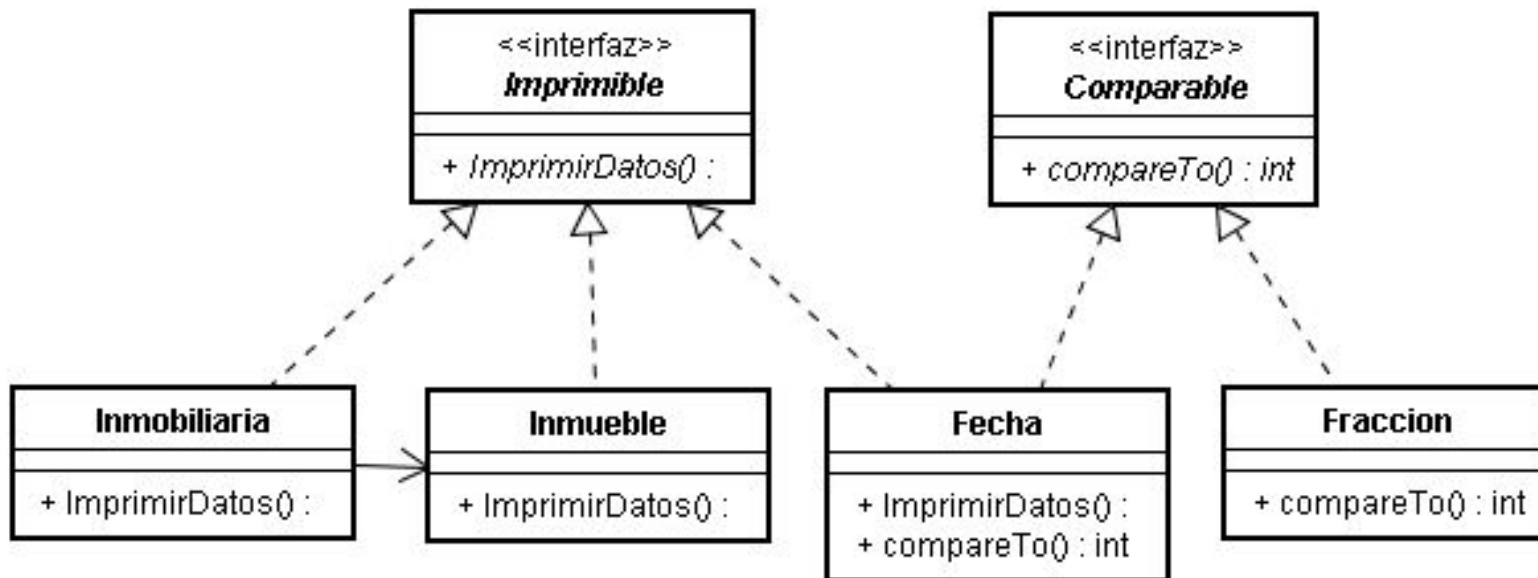 <<interfaz>>
Imprimible
+ ImprimirDatos() :
<<interfaz>>
Comparable
+ compareTo() : int
Inmobiliaria
+ ImprimirDatos() :
Inmueble
+ ImprimirDatos() :
Fecha
+ ImprimirDatos() :
+ compareTo() : int
Fraccion
+ compareTo() : int